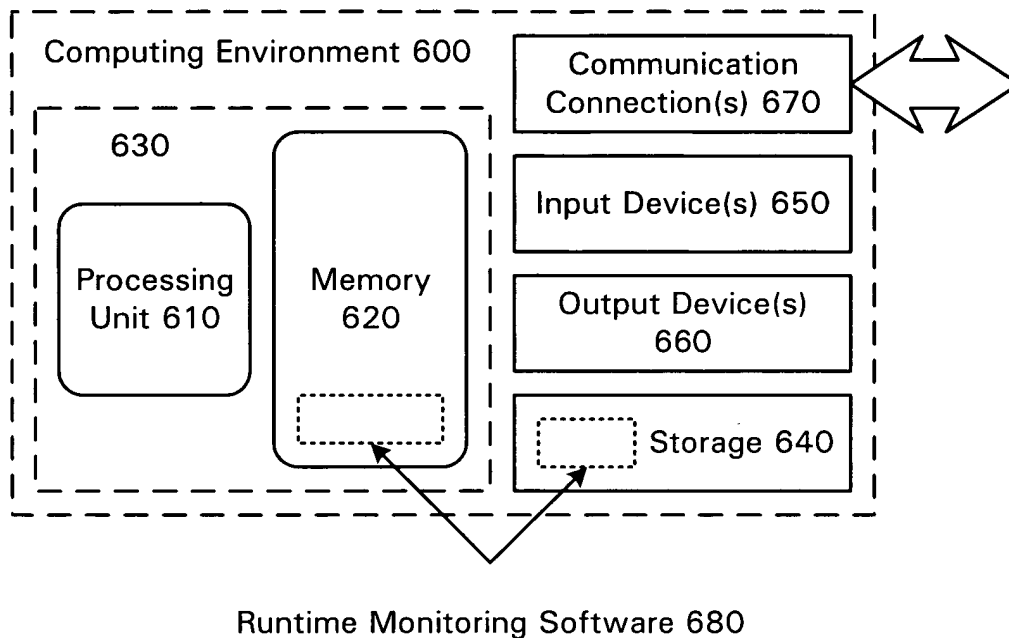 Computing Environment 600
630
Processing
Unit 610
Memory
620
Communication
Connection(s) 670
Input Device(s) 650
Output Device(s)
660
Storage 640
Runtime Monitoring Software 680